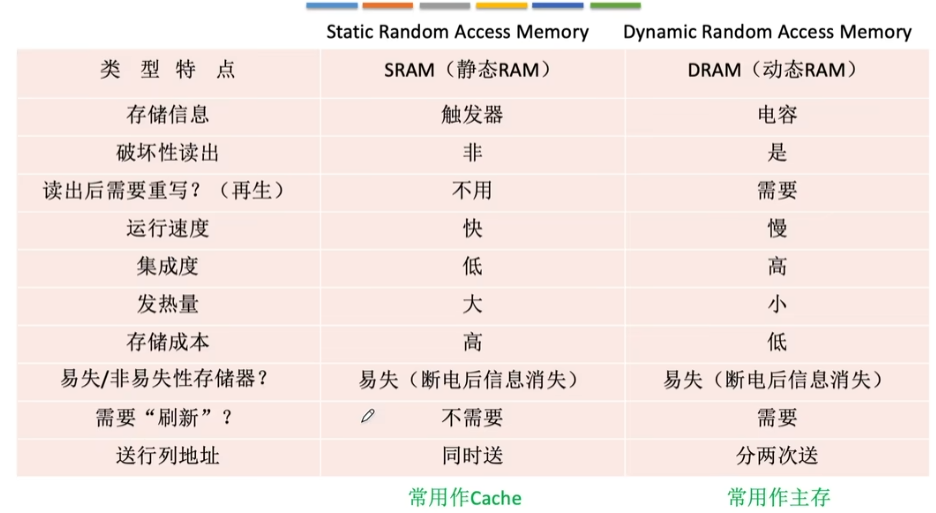 Static Random Access Memory Dynamic Random Access Memory
类 型 特 点 SRAM（静态RAM） DRAM（动态RAM）
存储信息 触发器 电容
破坏性读出 非 是
读出后需要重写？（再生） 不用 需要
运行速度 快 慢
集成度 低 高
发热量 大 小
存储成本 高 低
易失/非易失性存储器？ 易失（断电后信息消失） 易失（断电后信息消失）
需要“刷新”？ 不需要 需要
送行列地址 同时送 分两次送
常用作Cache 常用作主存